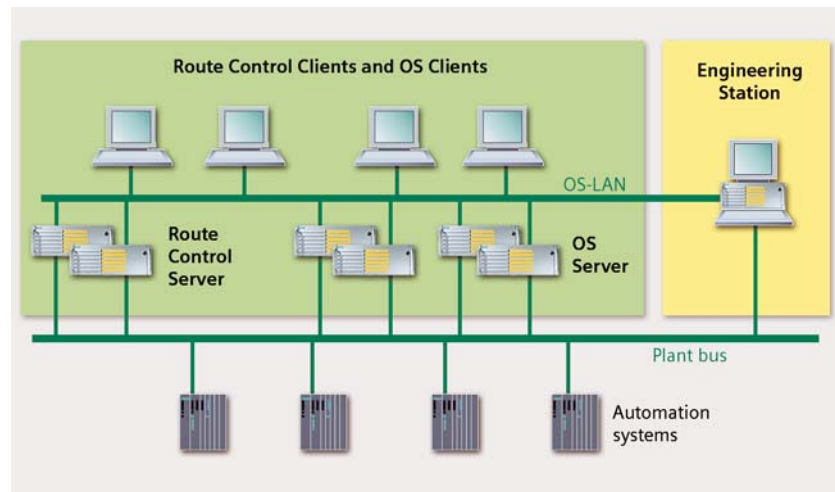 Route Control Clients and OS Clients
Engineering
Station
OS-LAN
Route
Control
Server
OS
Server
Plant bus
Automation
systems